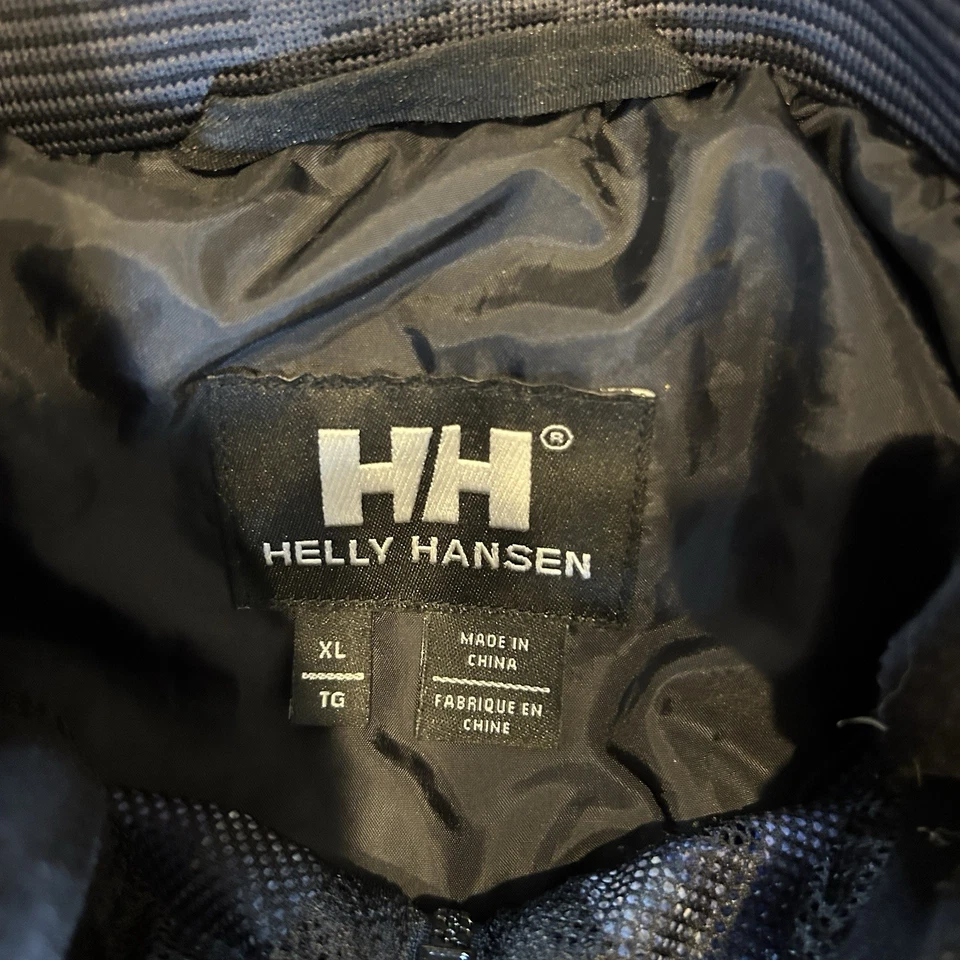 HH®
HELLY HANSEN
XL
TG
MADE IN
CHINA
FABRIQUE EN
CHINE